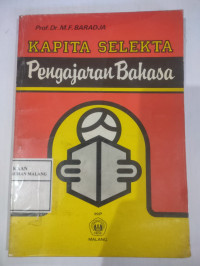 Prof. Dr. M.F. BARADJA
KAPITA SELEKTA
Pengajaran Bahasa
MALANG